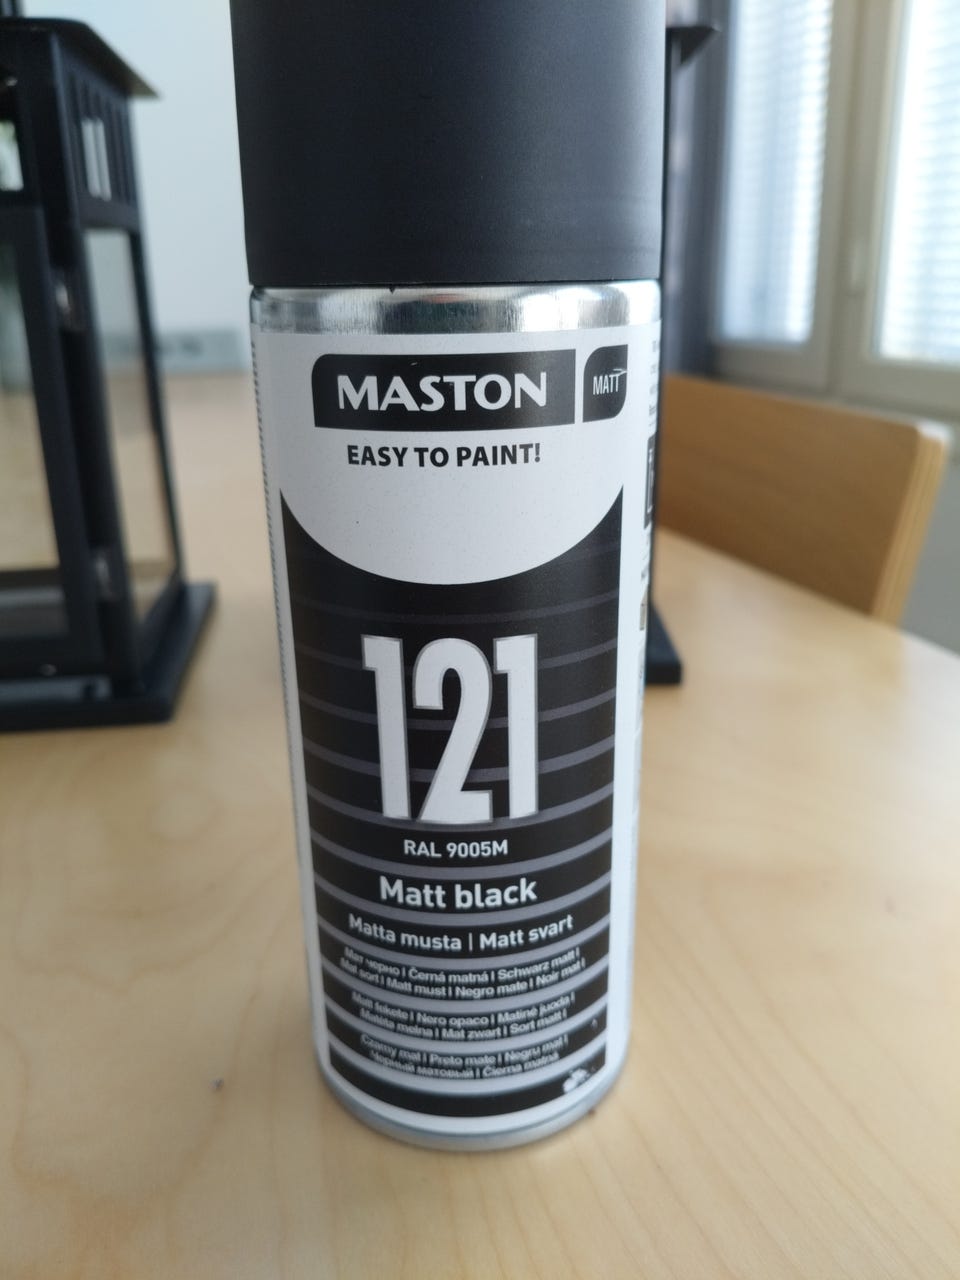 MASTON
MATT
EASY TO PAINT!
121
RAL 9005M
Matt black
Matta musta | Matt svart
Мат черно | Černá matná | Schwarz matt |
Mat sort | Matt must | Negro mate | Noir mat |
Matt fekete | Nero opaco | Matinė juoda |
Matēta melna | Mat zwart | Sort matt |
Czarny mat | Preto mate | Negru mat |
Черный матовый | Čierna matná